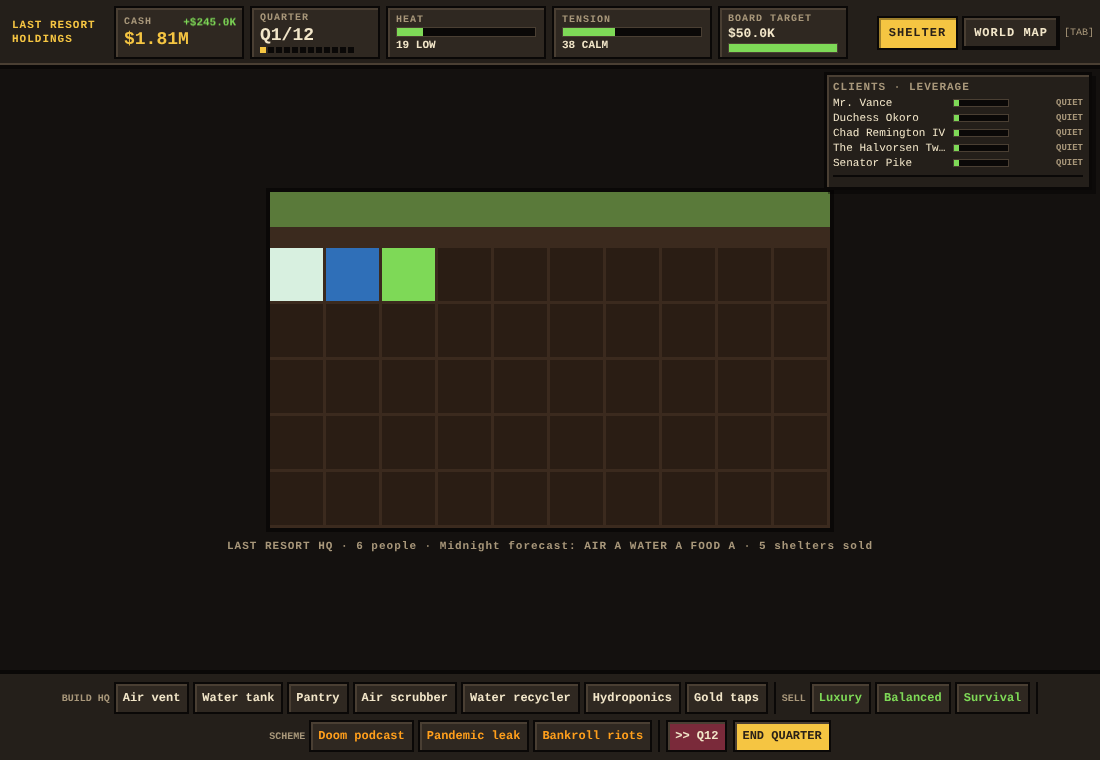 LAST RESORT
HOLDINGS
CASH +$245.0K
$1.81M
QUARTER
Q1/12
HEAT
19 LOW
TENSION
38 CALM
BOARD TARGET
$50.0K
SHELTER
WORLD MAP
[TAB]
CLIENTS · LEVERAGE
Mr. Vance QUIET
Duchess Okoro QUIET
Chad Remington IV QUIET
The Halvorsen Tw… QUIET
Senator Pike QUIET
LAST RESORT HQ · 6 people · Midnight forecast: AIR A WATER A FOOD A · 5 shelters sold
BUILD HQ Air vent Water tank Pantry Air scrubber Water recycler Hydroponics Gold taps SELL Luxury Balanced Survival
SCHEME Doom podcast Pandemic leak Bankroll riots >> Q12 END QUARTER